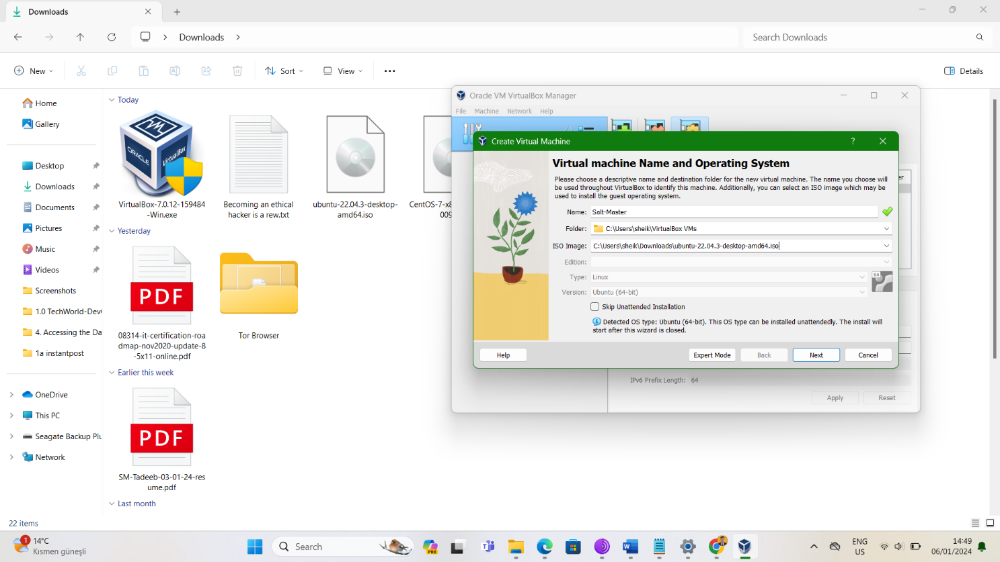 Downloads
Downloads
Search Downloads
New
Sort
View
Details
Home
Gallery
Desktop
Downloads
Documents
Pictures
Music
Videos
Screenshots
1.0 TechWorld-Dev
4. Accessing the Da
1a instantpost
OneDrive
This PC
Seagate Backup Plu
Network
Today
ORACLE
VirtualBox
VirtualBox-7.0.12-159484
-Win.exe
Becoming an ethical
hacker is a rew.txt
ubuntu-22.04.3-desktop-
amd64.iso
CentOS-7-x8
009
Yesterday
PDF
08314-it-certification-roa
dmap-nov2020-update-8
-5x11-online.pdf
Tor Browser
Earlier this week
PDF
SM-Tadeeb-03-01-24-res
ume.pdf
Last month
22 items
Oracle VM VirtualBox Manager
File Machine Network Help
Create Virtual Machine
?
Virtual machine Name and Operating System
Please choose a descriptive name and destination folder for the new virtual machine. The name you choose will
be used throughout VirtualBox to identify this machine. Additionally, you can select an ISO image which may be
used to install the guest operating system.
Name: Salt-Master
Folder: C:\Users\sheik\VirtualBox VMs
ISO Image: C:\Users\sheik\Downloads\ubuntu-22.04.3-desktop-amd64.iso
Edition:
Type: Linux
64
Version: Ubuntu (64-bit)
Skip Unattended Installation
Detected OS type: Ubuntu (64-bit). This OS type can be installed unattendedly. The install will
start after this wizard is closed.
Help
Expert Mode
Back
Next
Cancel
IPv6 Prefix Length: 64
Apply
Reset
1
14°C
Kısmen güneşli
Search
PRE
ENG
US
14:49
06/01/2024